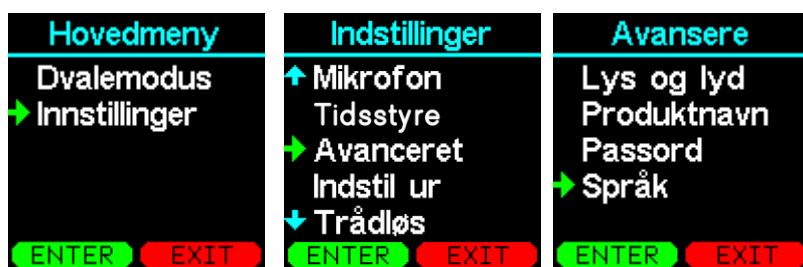 Hovedmeny
Dvalemodus
Innstillinger
ENTER EXIT
Indstillinger
Mikrofon
Tidsstyre
Avanceret
Indstil ur
Trådløs
ENTER EXIT
Avansere
Lys og lyd
Produktnavn
Passord
Språk
ENTER EXIT